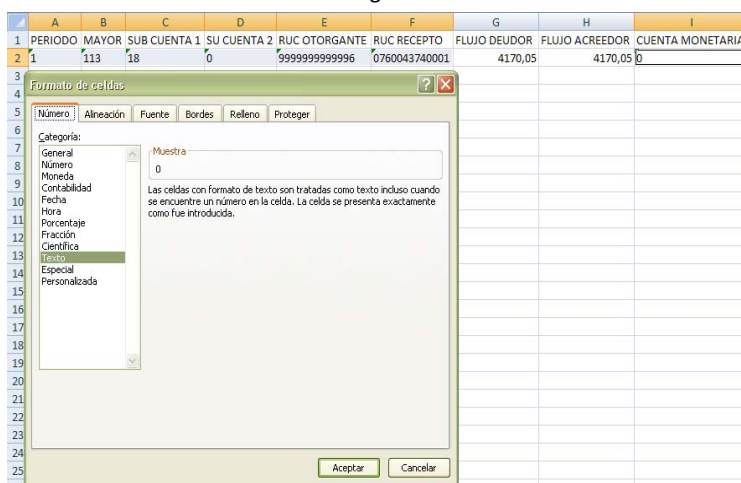 A B C D E F G H I
1 PERIODO MAYOR SUB CUENTA 1 SU CUENTA 2 RUC OTORGANTE RUC RECEPTO FLUJO DEUDOR FLUJO ACREEDOR CUENTA MONETARIA
2 1 113 18 0 9999999999996 0760043740001 4170,05 4170,05 0
3
Formato de celdas
4
5 Número Alineación Fuente Bordes Relleno Proteger
6
Categoría:
7
General Muestra
8
Número 0
Moneda
9
Contabilidad Las celdas con formato de texto son tratadas como texto incluso cuando
10
Fecha se encuentre un número en la celda. La celda se presenta exactamente
Hora como fue introducida.
11
Porcentaje
12
Fracción
Científica
13
Texto
14
Especial
Personalizada
15
16
17
18
19
20
21
22
23
24
Aceptar Cancelar
25